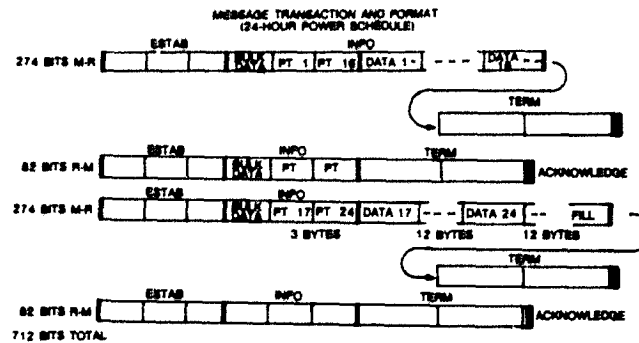 MESSAGE TRANSACTION AND FORMAT
(24-HOUR POWER SCHEDULE)
ESTAB INFO
274 BITS M-R BULK DATA PT 1 PT 16 DATA 1- DATA 16
TERM
ESTAB INFO TERM
82 BITS R-M BULK DATA PT PT ACKNOWLEDGE
ESTAB INFO
274 BITS M-R BULK DATA PT 17 PT 24 DATA 17 DATA 24 FILL
3 BYTES 12 BYTES 12 BYTES
TERM
ESTAB INFO TERM
82 BITS R-M ACKNOWLEDGE
712 BITS TOTAL